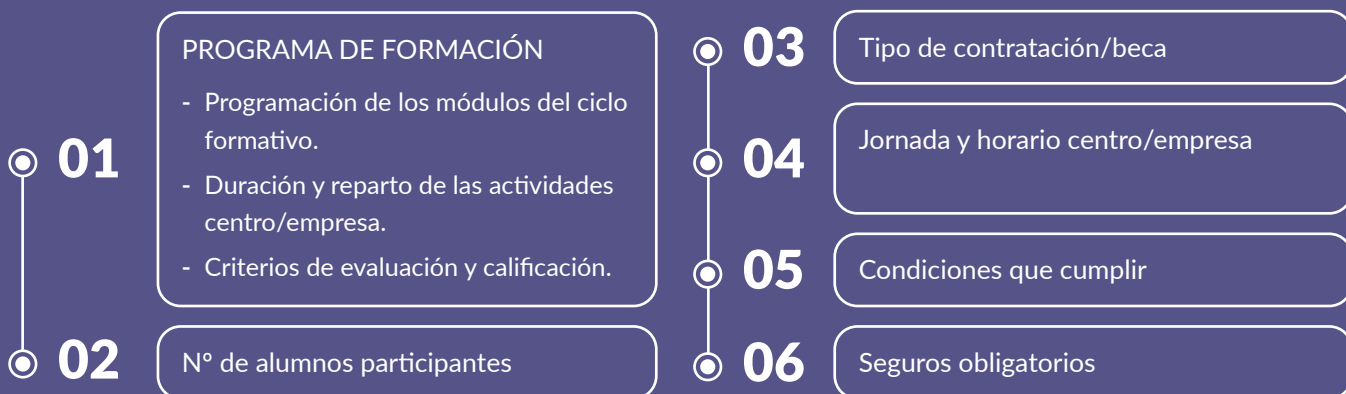 01
PROGRAMA DE FORMACIÓN
- Programación de los módulos del ciclo
formativo.
- Duración y reparto de las actividades
centro/empresa.
- Criterios de evaluación y calificación.
02
Nº de alumnos participantes
03
Tipo de contratación/beca
04
Jornada y horario centro/empresa
05
Condiciones que cumplir
06
Seguros obligatorios